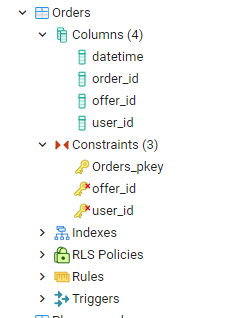 Orders
Columns (4)
datetime
order_id
offer_id
user_id
Constraints (3)
Orders_pkey
offer_id
user_id
Indexes
RLS Policies
Rules
Triggers